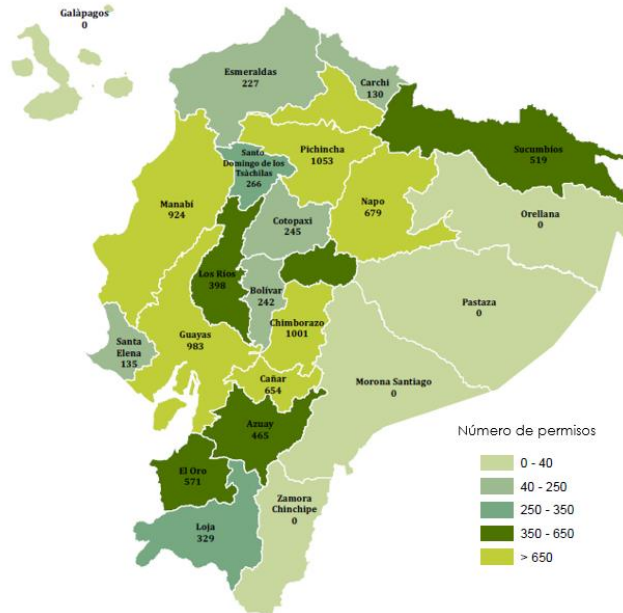 Galàpagos
0
Esmeraldas
227
Carchi
130
Sucumbíos
519
Pichincha
1053
Santo
Domingo de los
Tsáchilas
266
Manabí
924
Napo
679
Orellana
0
Cotopaxi
245
Los Ríos
398
Bolívar
242
Pastaza
0
Chimborazo
1001
Guayas
983
Santa
Elena
135
Cañar
654
Morona Santiago
0
Azuay
465
El Oro
571
Zamora
Chinchipe
0
Loja
329
Número de permisos
0 - 40
40 - 250
250 - 350
350 - 650
> 650